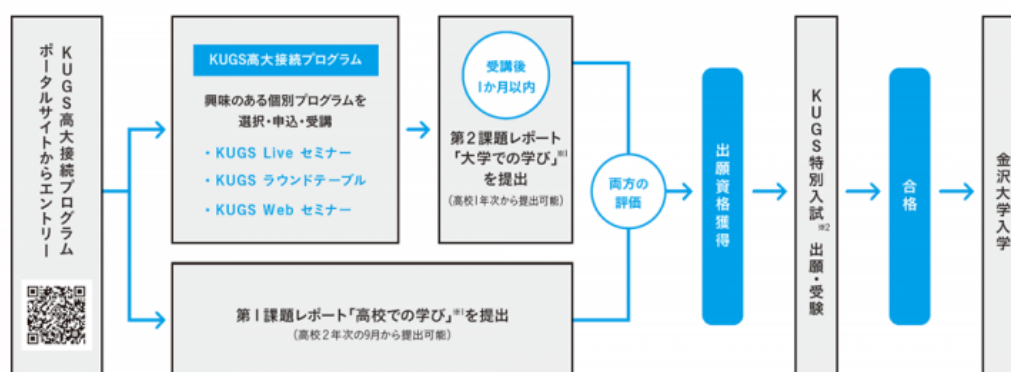 KUGS高大接続プログラム
ポータルサイトからエントリー
KUGS高大接続プログラム
興味のある個別プログラムを
選択・申込・受講
・KUGS Live セミナー
・KUGS ラウンドテーブル
・KUGS Web セミナー
受講後
1か月以内
第2課題レポート
「大学での学び」※1
を提出
(高校1年次から提出可能)
第1課題レポート「高校での学び」※1を提出
(高校2年次の9月から提出可能)
両方の
評価
出願資格獲得
KUGS特別入試※2 出願・受験
合格
金沢大学入学